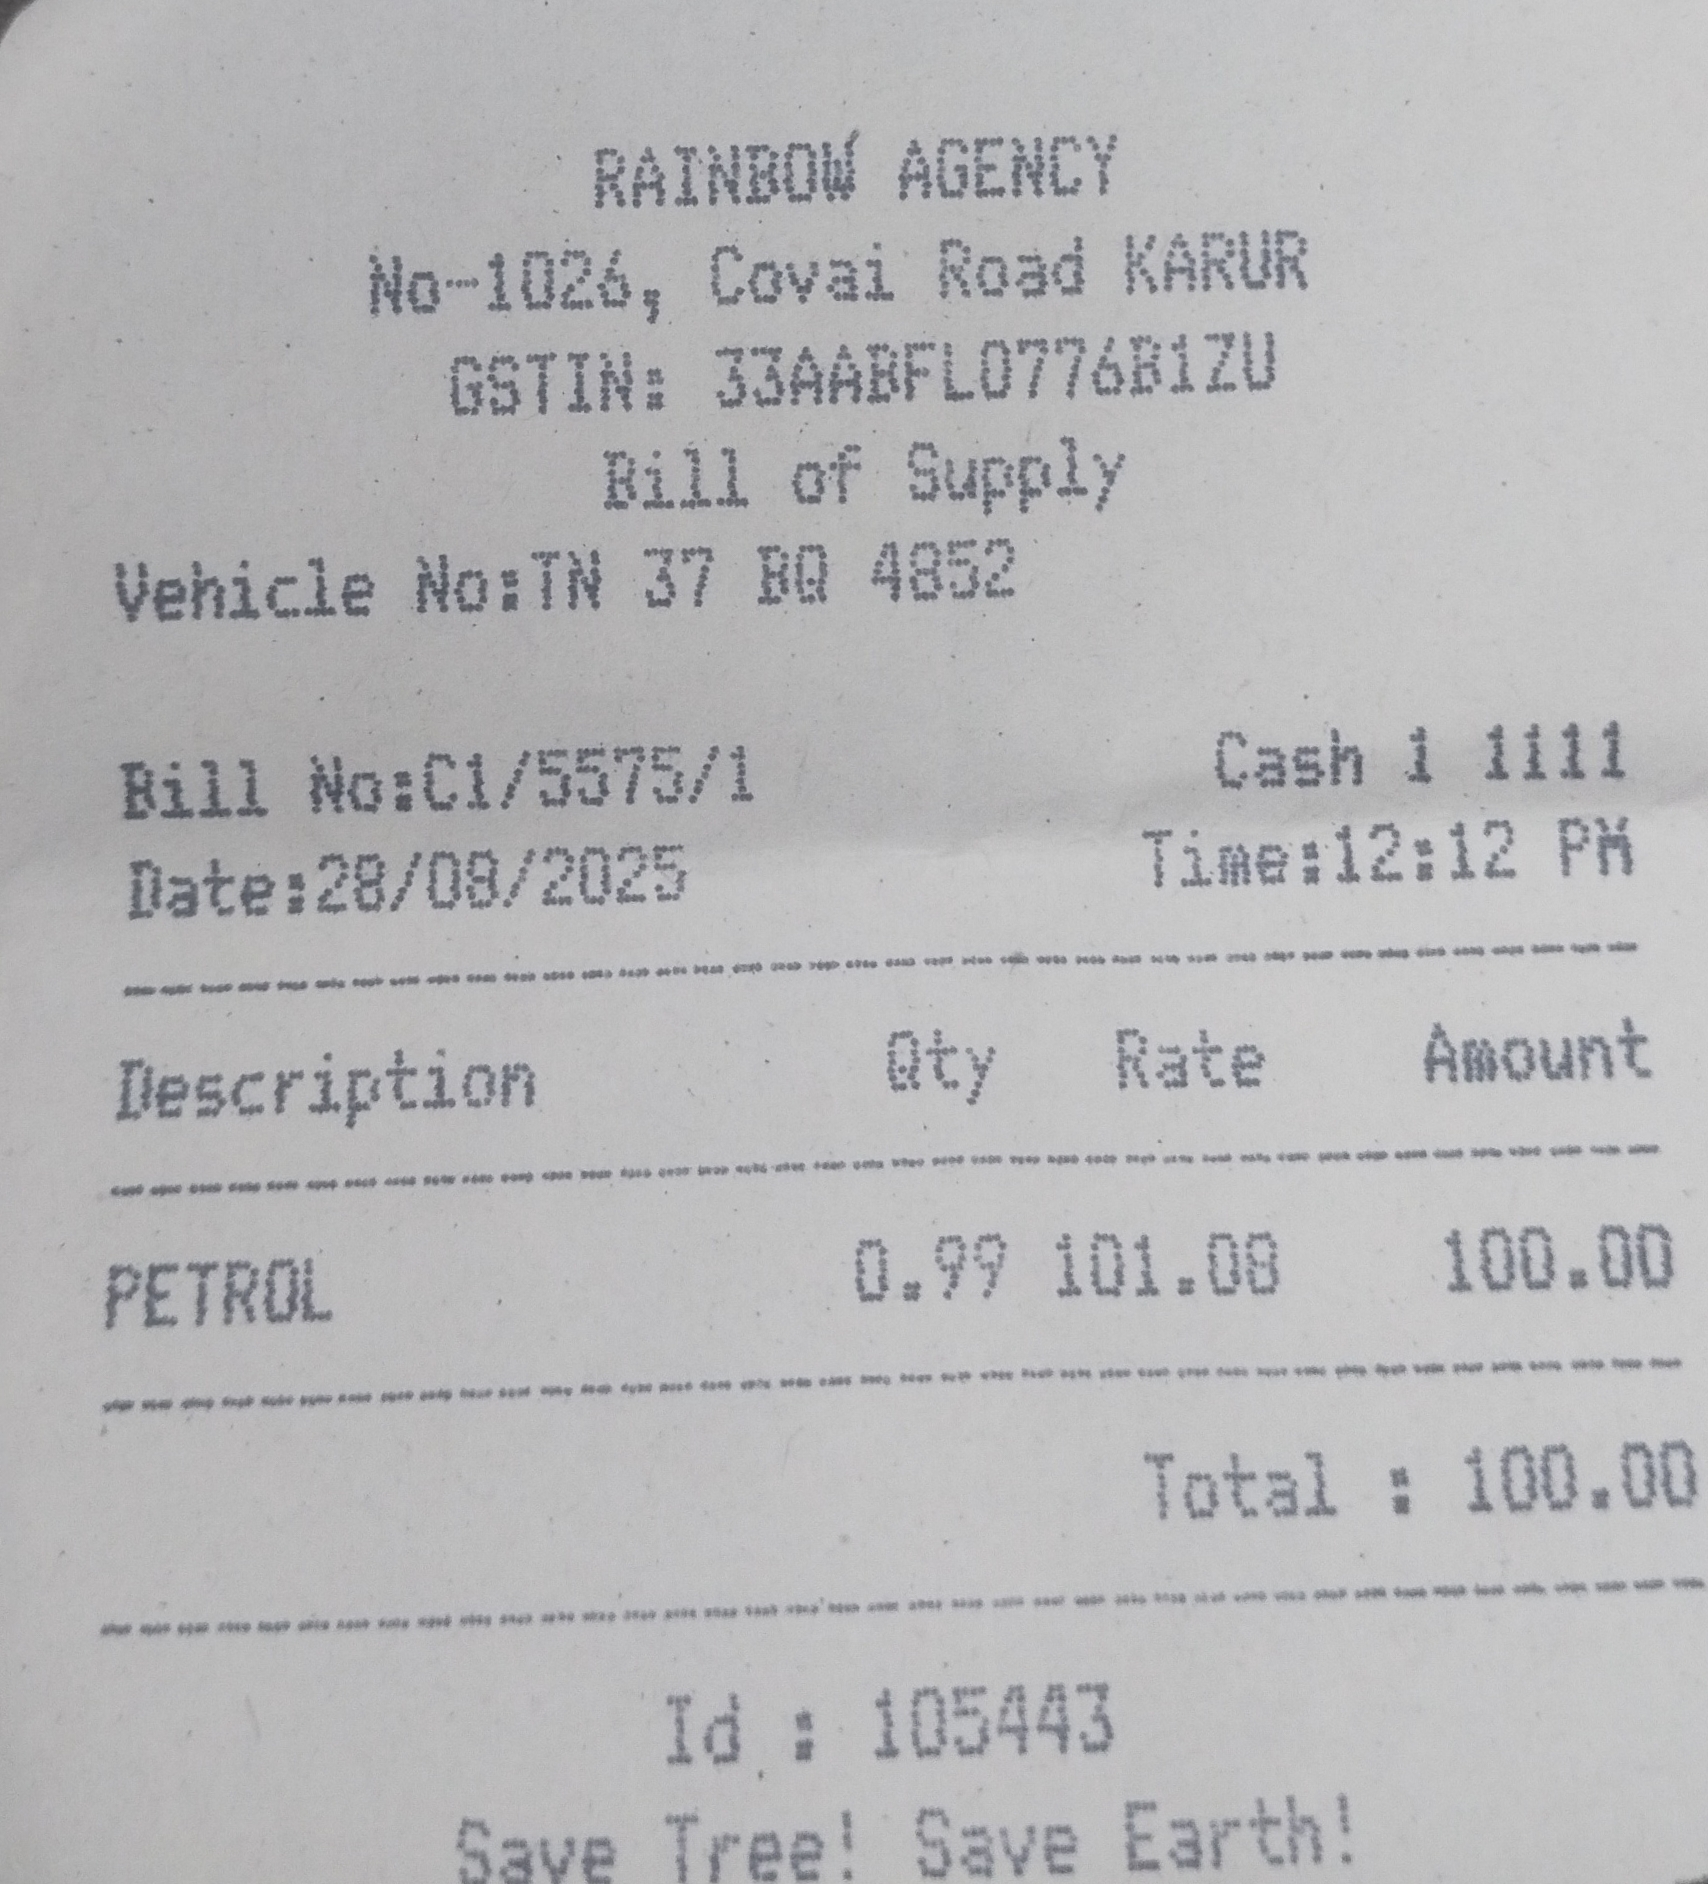 RAINBOW AGENCY
No-1026, Covai Road KARUR
GSTIN: 33AABFL0776B1ZU
Bill of Supply
Vehicle No:TN 37 BQ 4852
Bill No:C1/5575/1 Cash 1 1111
Date:28/08/2025 Time:12:12 PM
Description Qty Rate Amount
PETROL 0.99 101.08 100.00
Total : 100.00
Id : 105443
Save Tree! Save Earth!